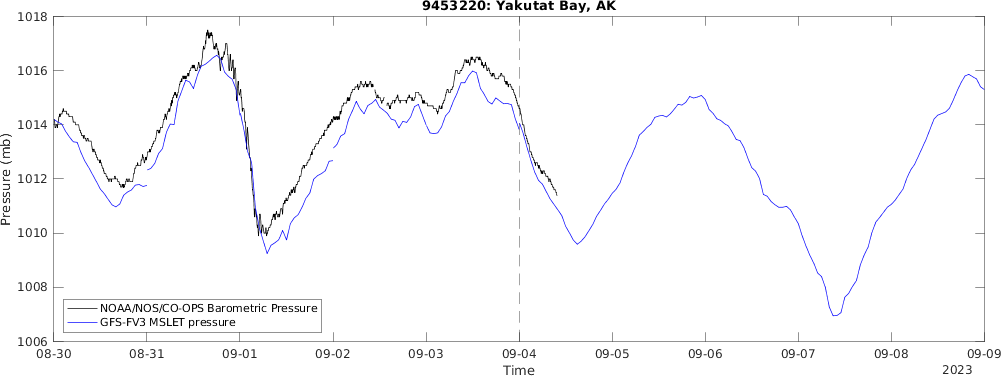 9453220: Yakutat Bay, AK
1018
1016
1014
1012
1010
1008
1006
Pressure (mb)
NOAA/NOS/CO-OPS Barometric Pressure
GFS-FV3 MSLET pressure
08-30 08-31 09-01 09-02 09-03 09-04 09-05 09-06 09-07 09-08 09-09
Time 2023